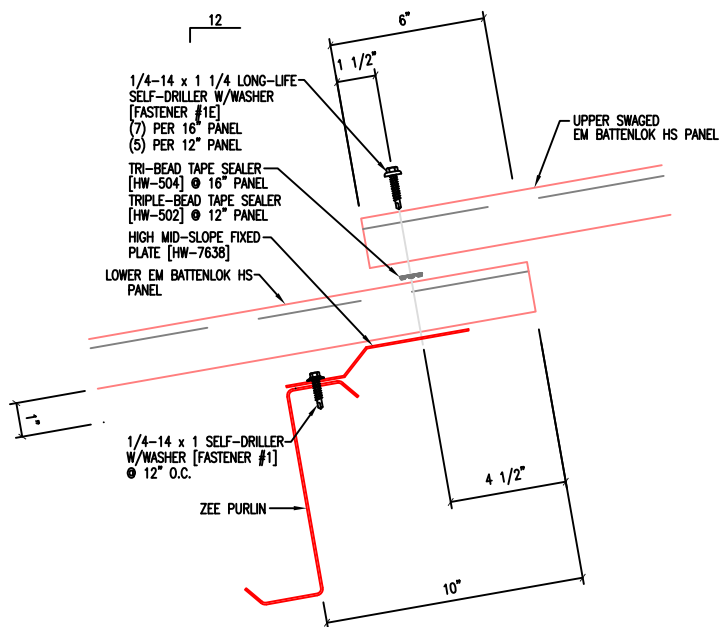 12
6"
1 1/2"
1/4-14 x 1 1/4 LONG-LIFE
SELF-DRILLER W/WASHER
[FASTENER #1E]
(7) PER 16" PANEL
(5) PER 12" PANEL
UPPER SWAGED
EM BATTENLOK HS PANEL
TRI-BEAD TAPE SEALER
[HW-504] @ 16" PANEL
TRIPLE-BEAD TAPE SEALER
[HW-502] @ 12" PANEL
HIGH MID-SLOPE FIXED
PLATE [HW-7638]
LOWER EM BATTENLOK HS
PANEL
1"
1/4-14 x 1 SELF-DRILLER
W/WASHER [FASTENER #1]
@ 12" O.C.
4 1/2"
ZEE PURLIN
10"